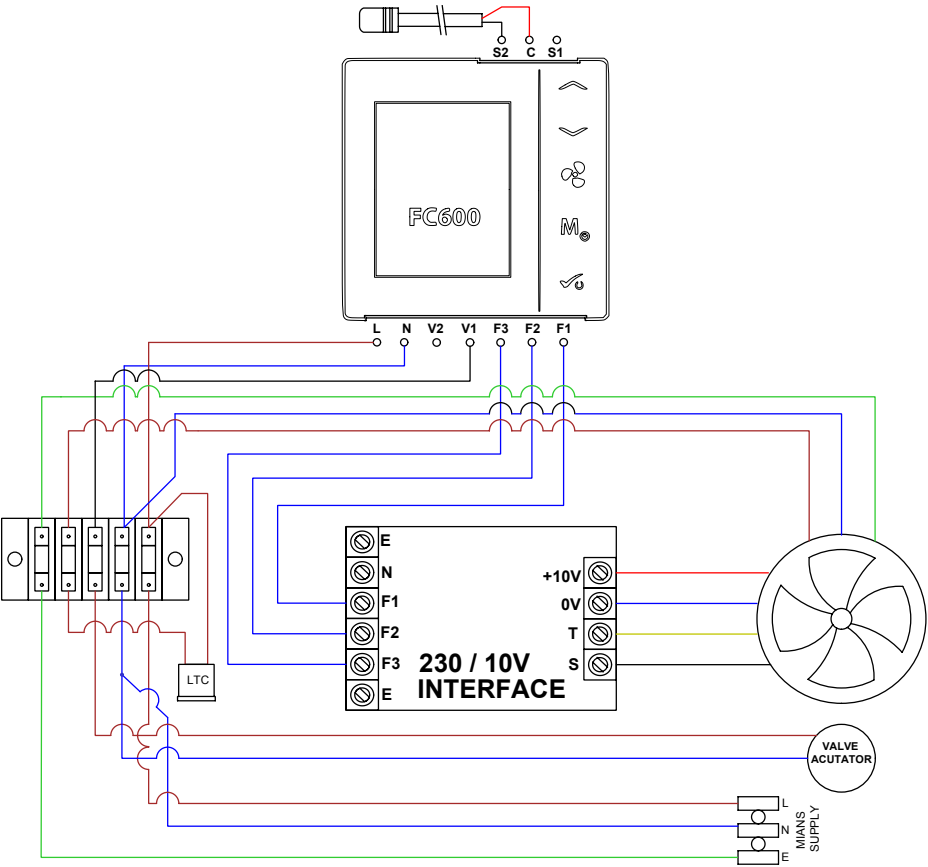 S2 C S1
FC600
M
L N V2 V1 F3 F2 F1
E
N
F1
F2
F3
E
+10V
0V
T
S
230 / 10V
INTERFACE
LTC
VALVE
ACUTATOR
L
N
E
MIANS
SUPPLY